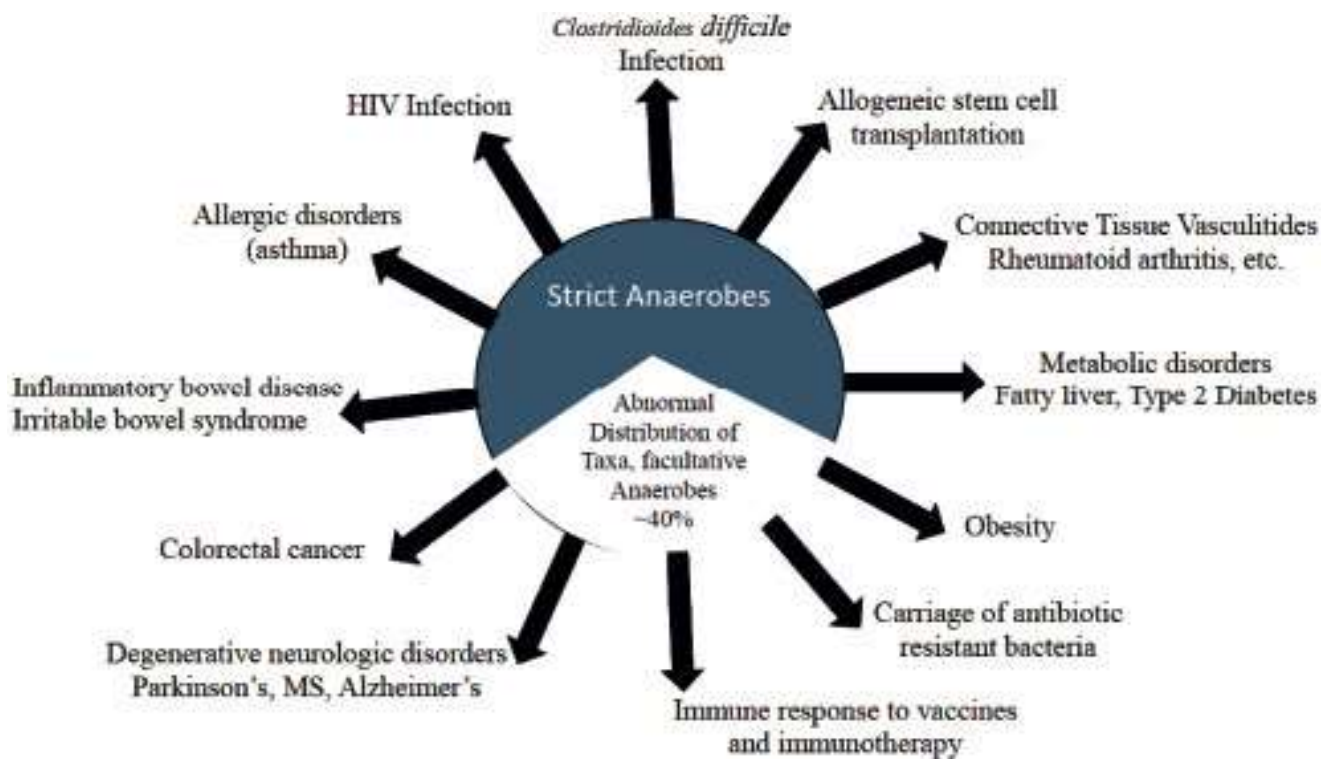 Clostridioides difficile
Infection
HIV Infection
Allogeneic stem cell
transplantation
Allergic disorders
(asthma)
Connective Tissue Vasculitides
Rheumatoid arthritis, etc.
Strict Anaerobes
Inflammatory bowel disease
Irritable bowel syndrome
Metabolic disorders
Fatty liver, Type 2 Diabetes
Abnormal
Distribution of
Taxa, facultative
Anaerobes
~40%
Colorectal cancer
Obesity
Degenerative neurologic disorders
Parkinson's, MS, Alzheimer's
Carriage of antibiotic
resistant bacteria
Immune response to vaccines
and immunotherapy